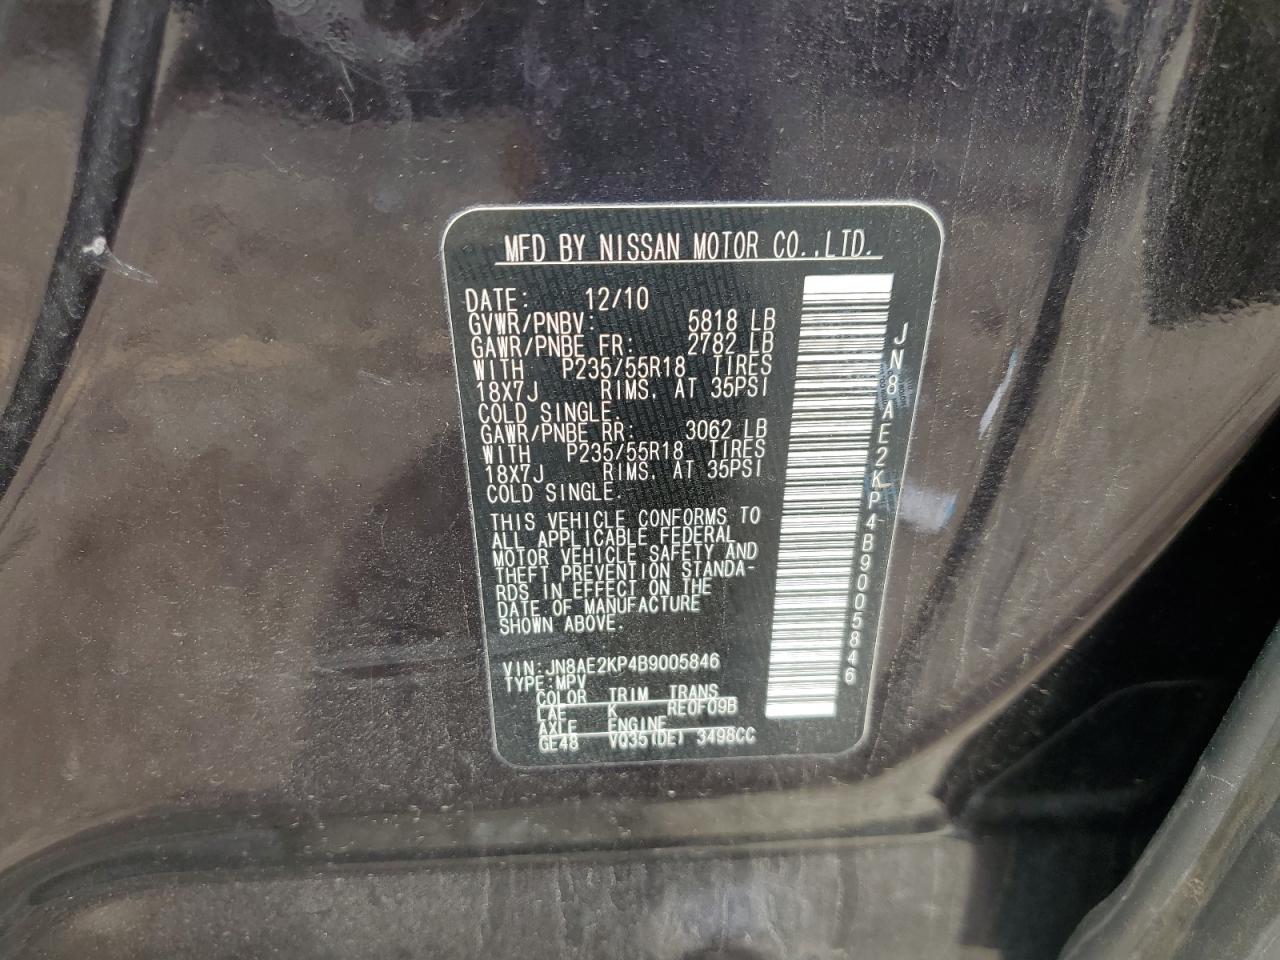 MFD BY NISSAN MOTOR CO.,LTD.
DATE: 12/10
GVWR/PNBV: 5818 LB
GAWR/PNBE FR: 2782 LB
WITH P235/55R18 TIRES
18X7J RIMS, AT 35PSI
COLD SINGLE.
GAWR/PNBE RR: 3062 LB
WITH P235/55R18 TIRES
18X7J RIMS, AT 35PSI
COLD SINGLE.
THIS VEHICLE CONFORMS TO
ALL APPLICABLE FEDERAL
MOTOR VEHICLE SAFETY AND
THEFT PREVENTION STANDA-
RDS IN EFFECT ON THE
DATE OF MANUFACTURE
SHOWN ABOVE.
VIN:JN8AE2KP4B9005846
TYPE:MPV
COLOR TRIM TRANS
LAE K RE0F09B
AXLE ENGINE
GE48 VQ35(DE) 3498CC
JN8AE2KP4B9005846